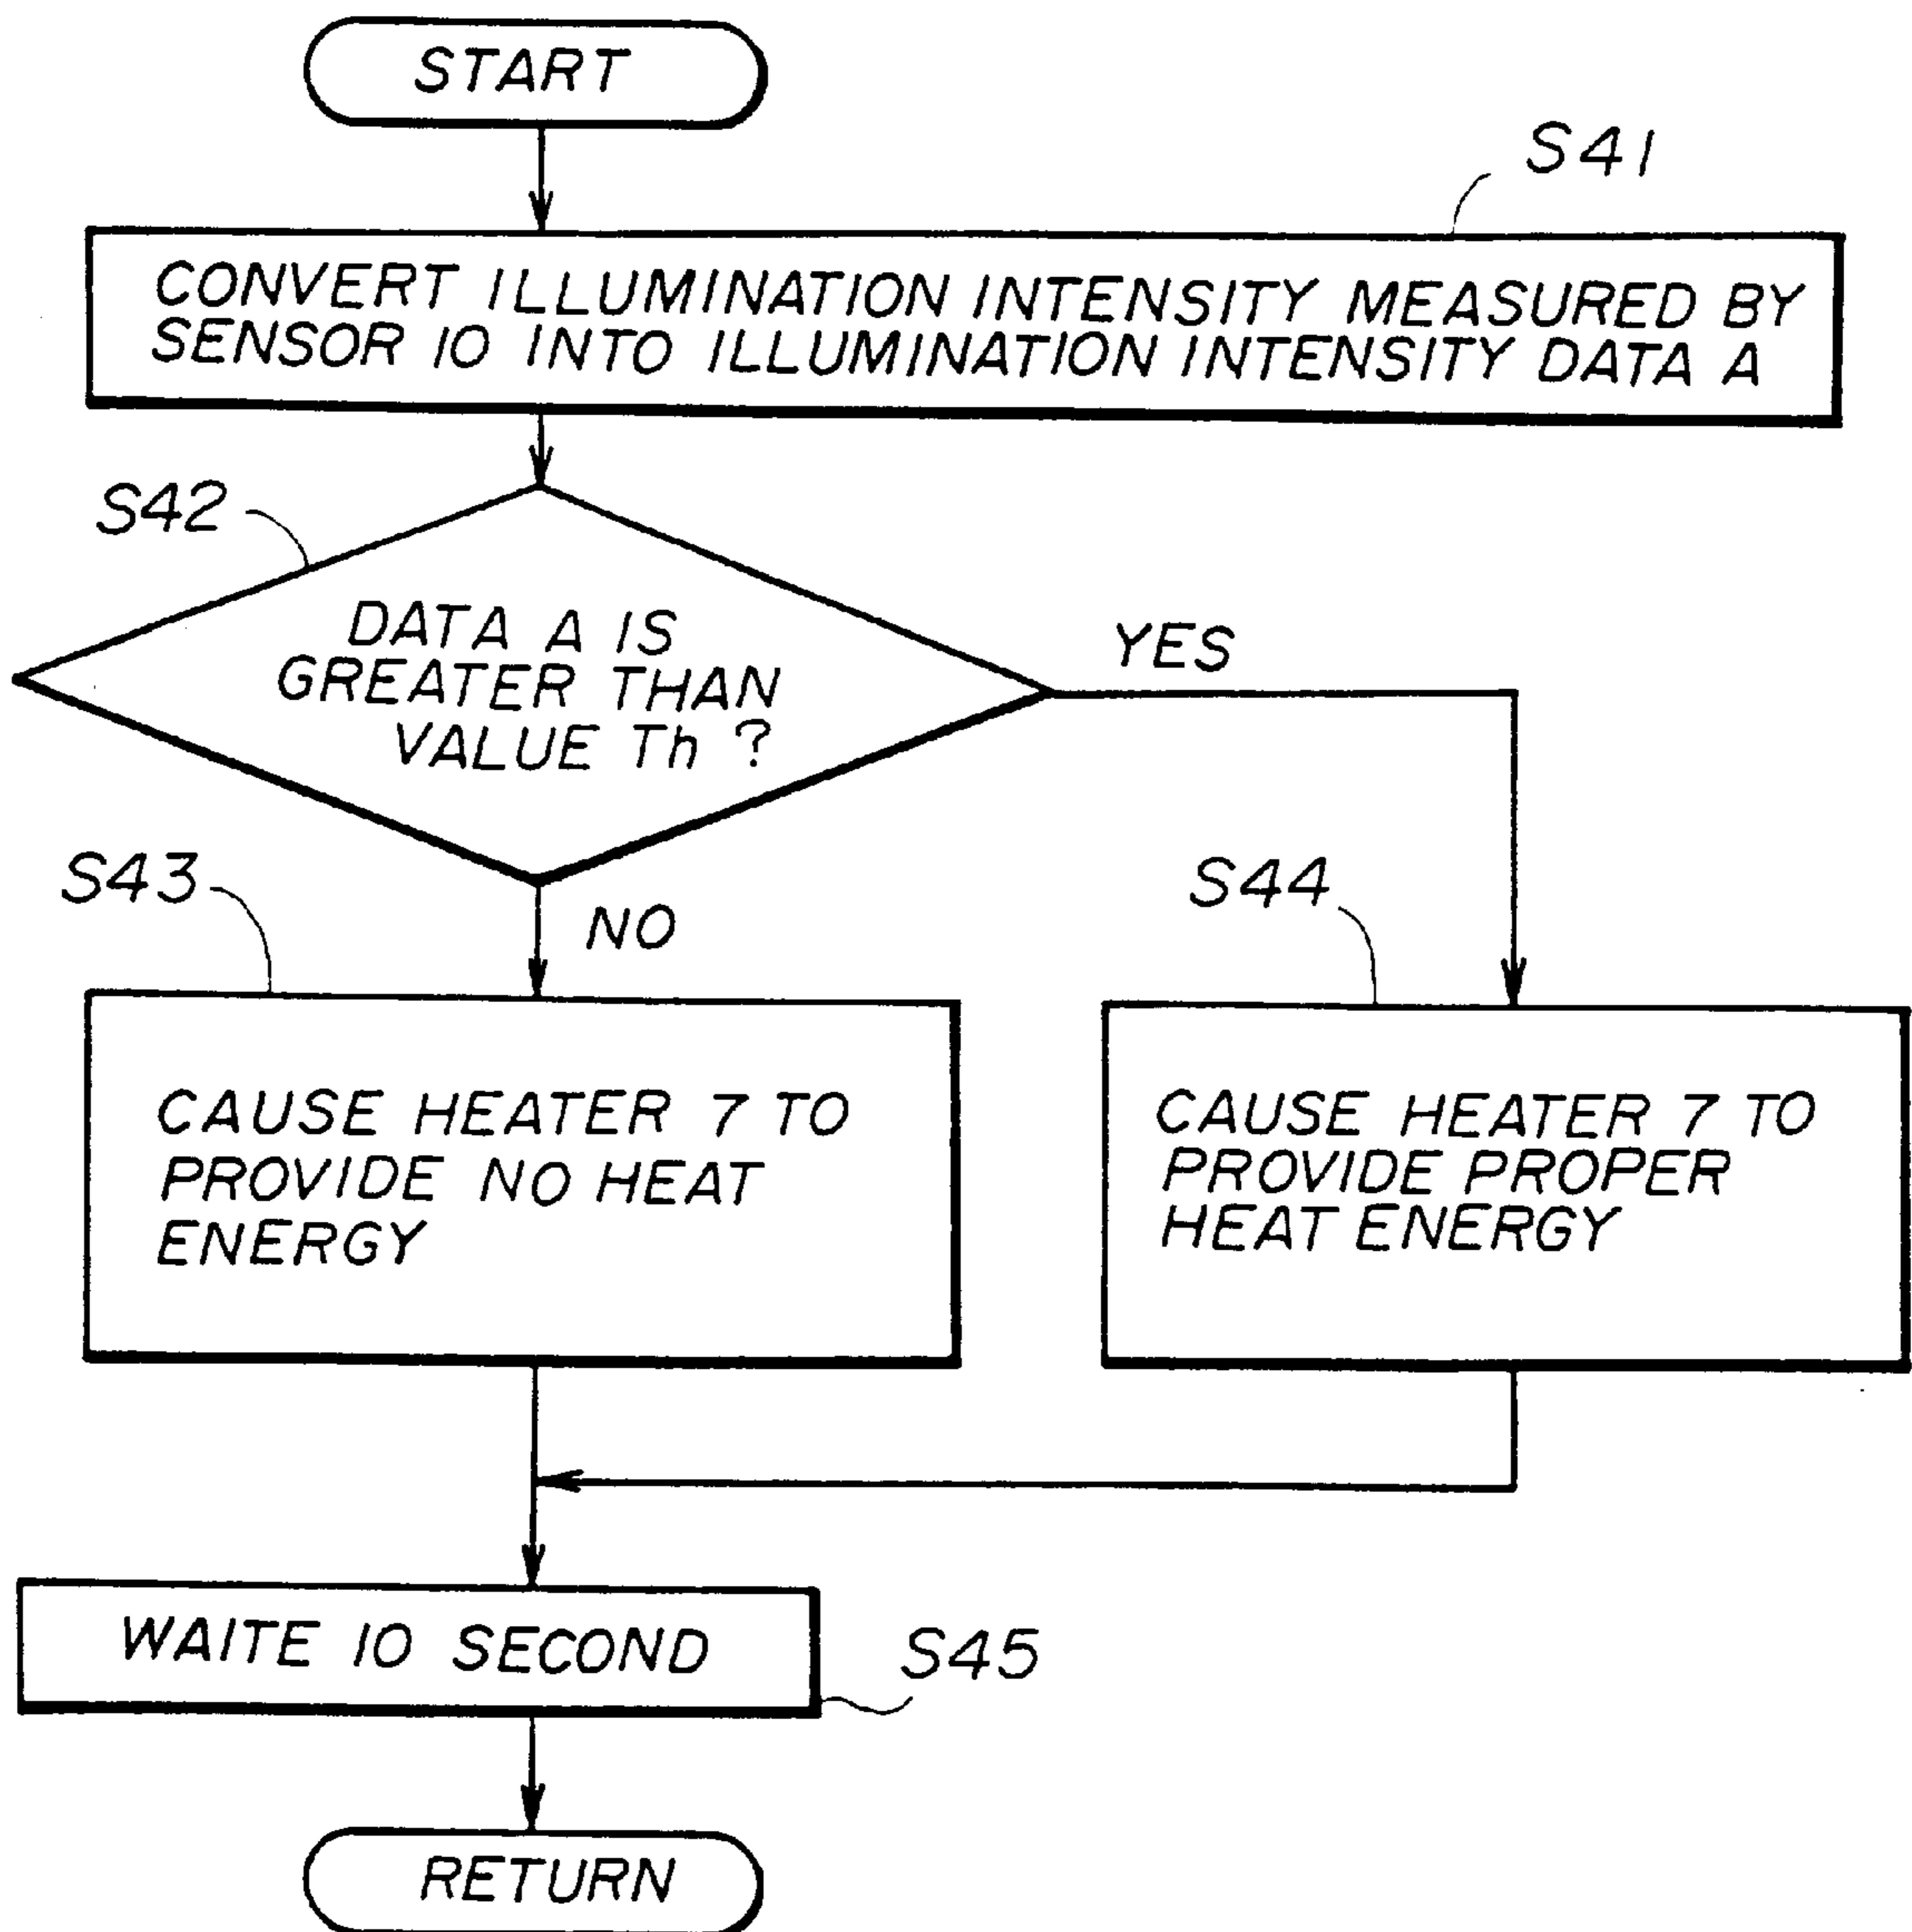 START
S41
CONVERT ILLUMINATION INTENSITY MEASURED BY
SENSOR 10 INTO ILLUMINATION INTENSITY DATA A
S42
DATA A IS
GREATER THAN
VALUE Th ?
YES
S43
NO
S44
CAUSE HEATER 7 TO
PROVIDE NO HEAT
ENERGY
CAUSE HEATER 7 TO
PROVIDE PROPER
HEAT ENERGY
WAITE 10 SECOND
S45
RETURN